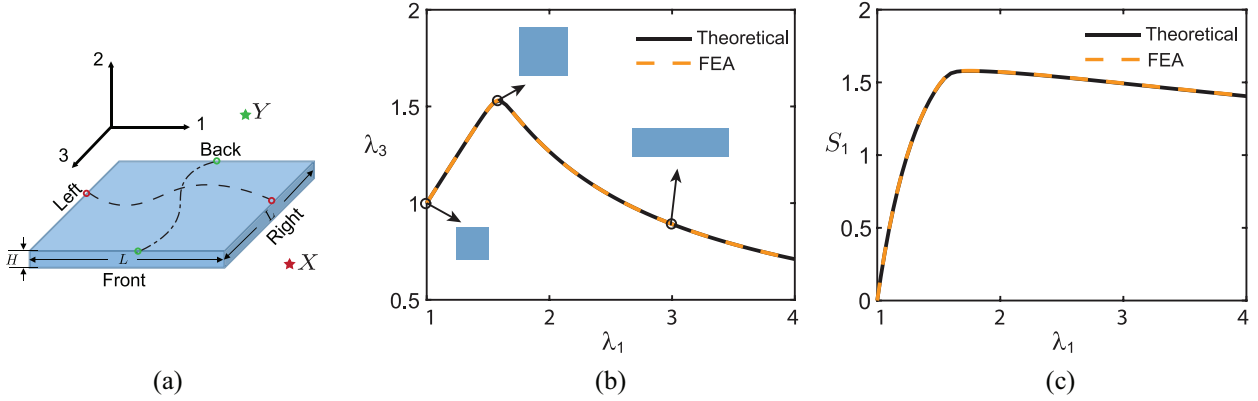 2
1
3
Y
Back
Left
L
Right
H
L
Front
X
(a)
2
1.5
λ3
1
0.5
1
2
3
4
λ1
Theoretical
FEA
(b)
2
1.5
S1
1
0.5
0
1
2
3
4
λ1
Theoretical
FEA
(c)